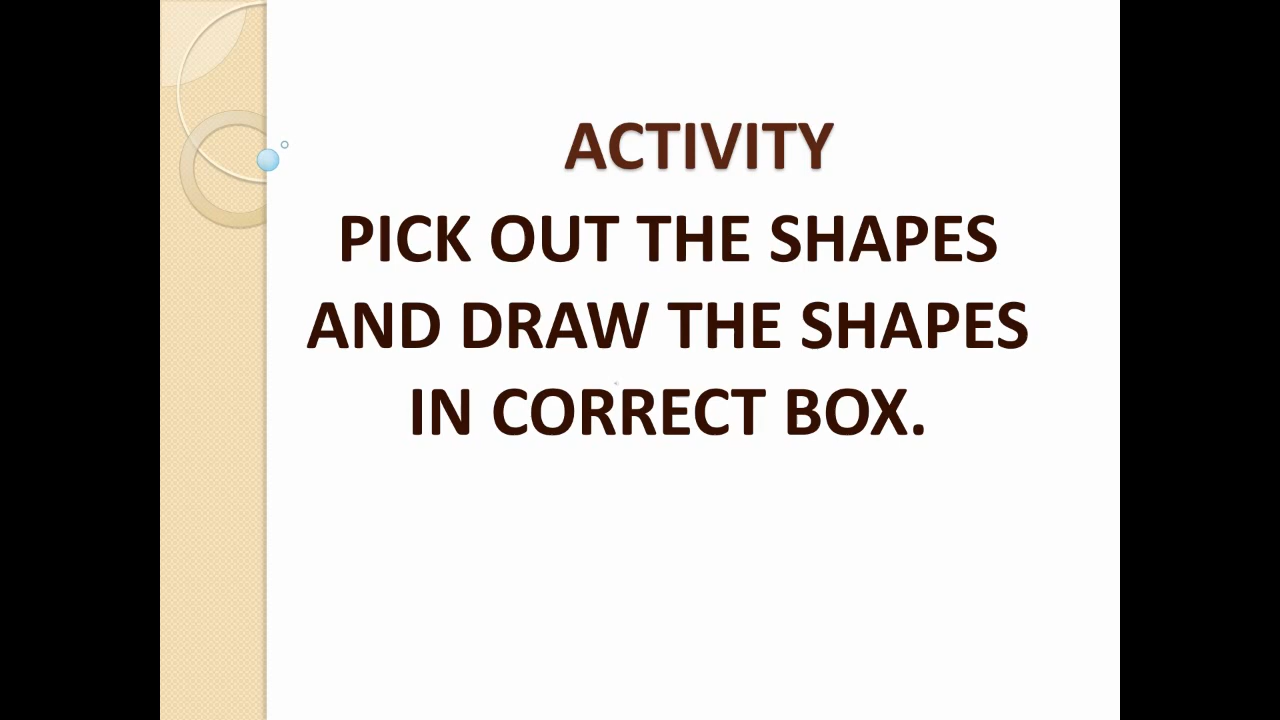 ACTIVITY
PICK OUT THE SHAPES
AND DRAW THE SHAPES
IN CORRECT BOX.